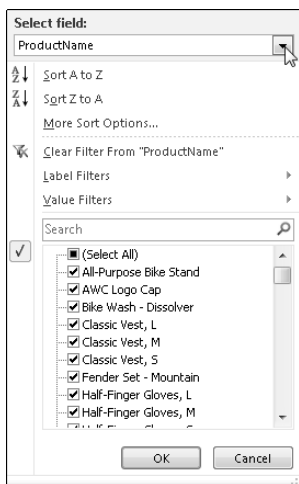 Select field:
ProductName
Sort A to Z
Sort Z to A
More Sort Options...
Clear Filter From "ProductName"
Label Filters
Value Filters
Search
(Select All)
All-Purpose Bike Stand
AWC Logo Cap
Bike Wash - Dissolver
Classic Vest, L
Classic Vest, M
Classic Vest, S
Fender Set - Mountain
Half-Finger Gloves, L
Half-Finger Gloves, M
OK Cancel